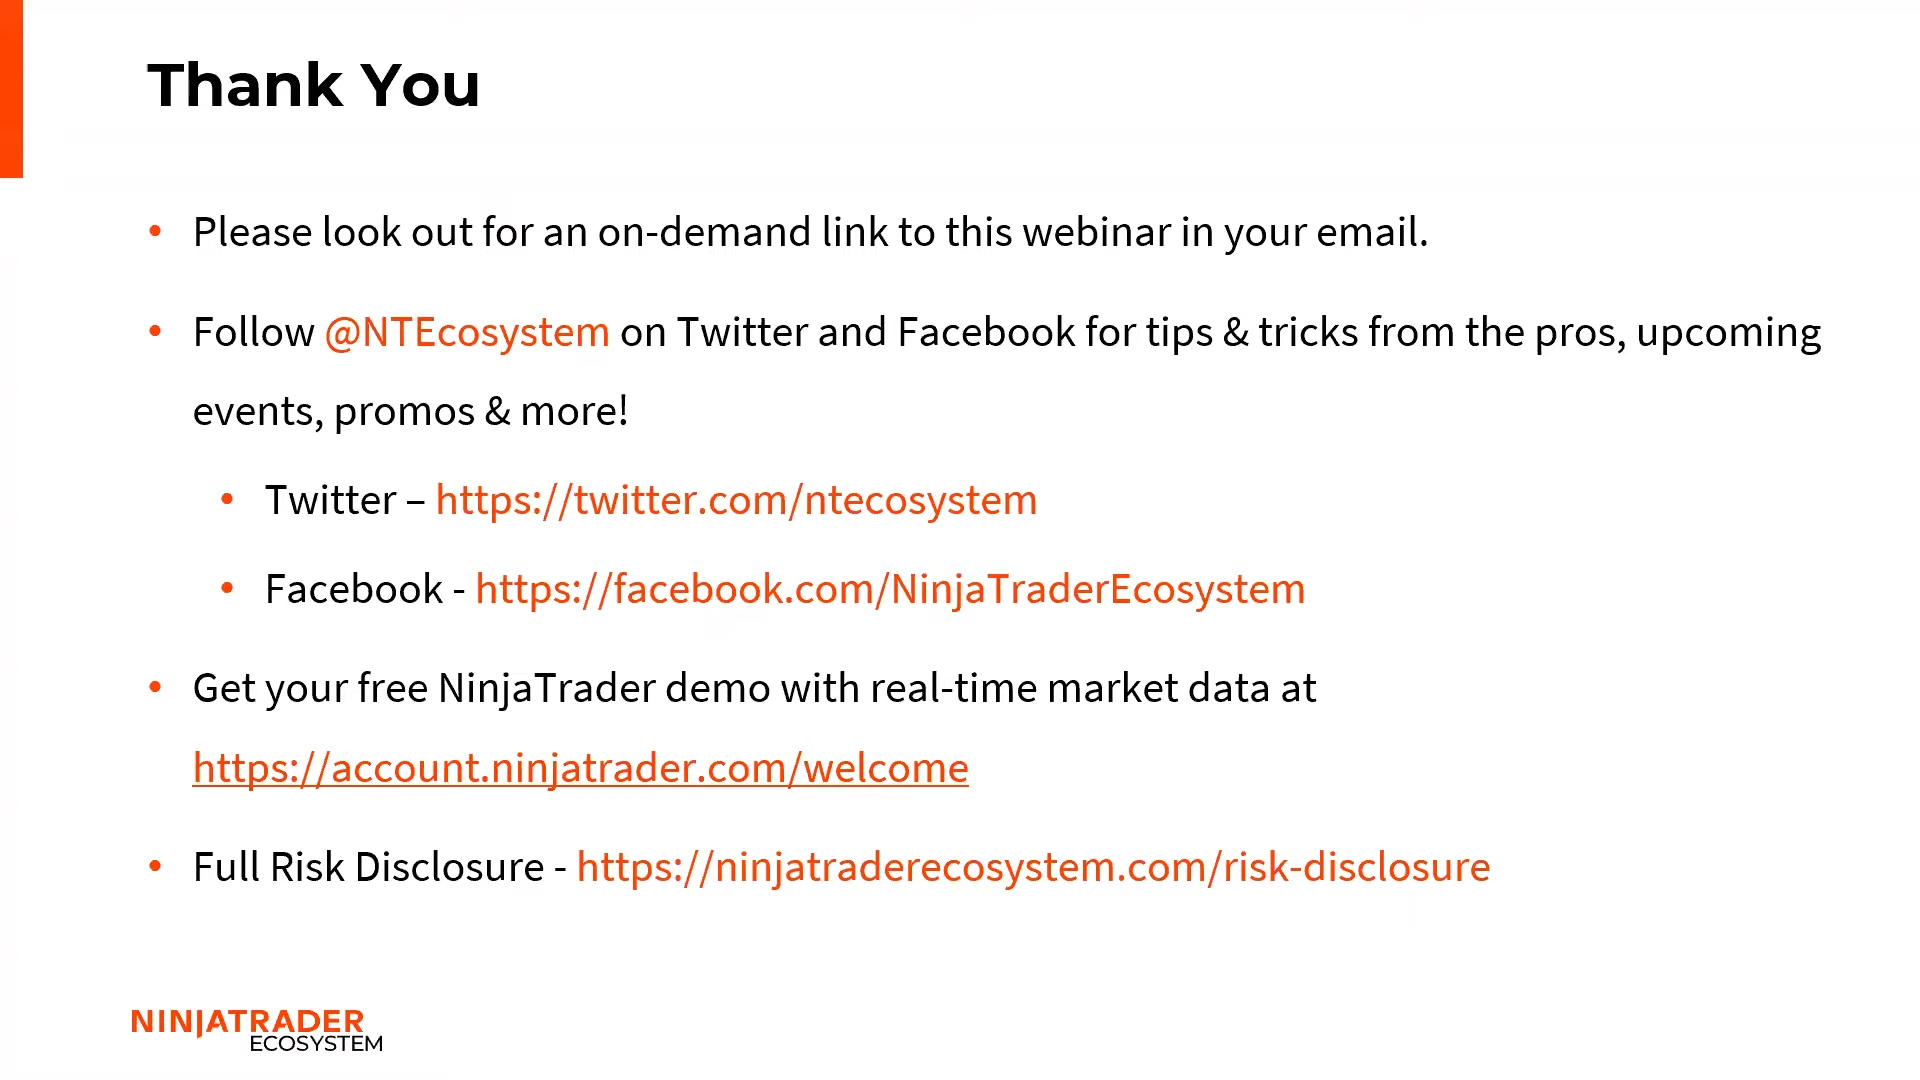 Thank You
• Please look out for an on-demand link to this webinar in your email.
• Follow @NTEcosystem on Twitter and Facebook for tips & tricks from the pros, upcoming
events, promos & more!
• Twitter – https://twitter.com/ntecosystem
• Facebook - https://facebook.com/NinjaTraderEcosystem
• Get your free NinjaTrader demo with real-time market data at
https://account.ninjatrader.com/welcome
• Full Risk Disclosure - https://ninjatraderecosystem.com/risk-disclosure
NINJATRADER
ECOSYSTEM